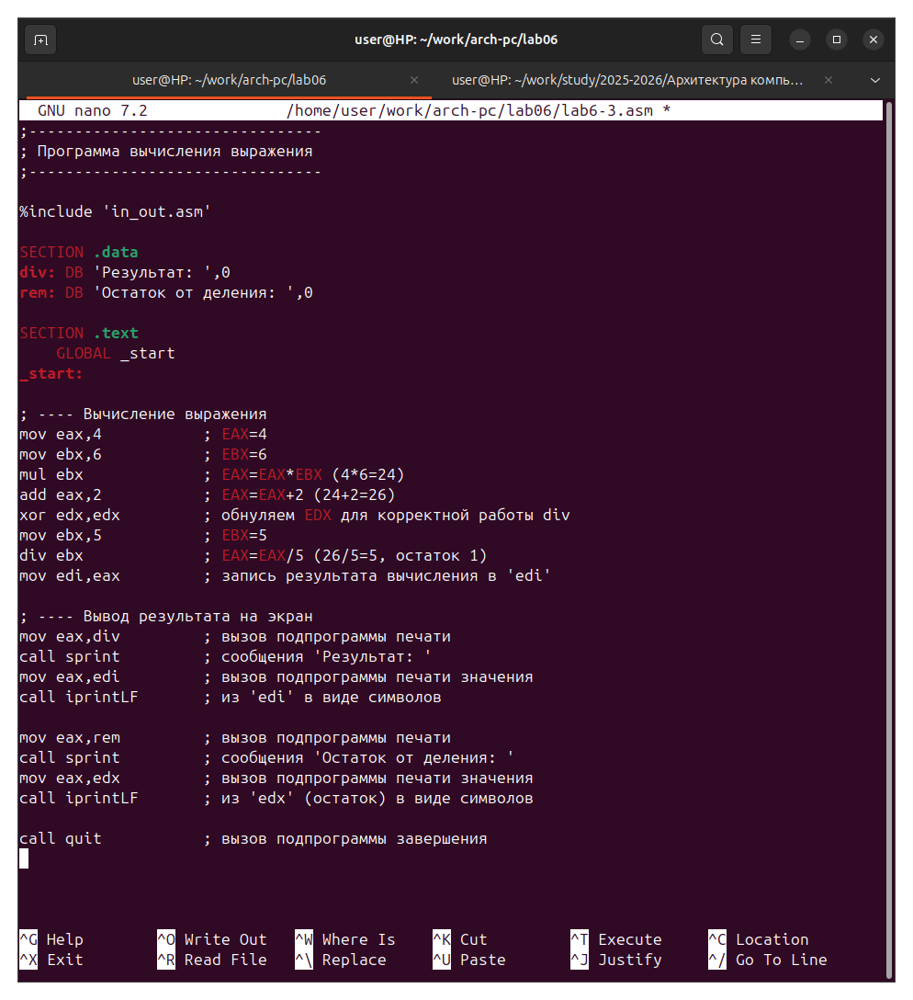 user@HP: ~/work/arch-pc/lab06
user@HP: ~/work/arch-pc/lab06 × user@HP: ~/work/study/2025-2026/Архитектура компь… ×
GNU nano 7.2 /home/user/work/arch-pc/lab06/lab6-3.asm *
;--------------------------------
; Программа вычисления выражения
;--------------------------------
%include 'in_out.asm'
SECTION .data
div: DB 'Результат: ',0
rem: DB 'Остаток от деления: ',0
SECTION .text
GLOBAL _start
_start:
; ---- Вычисление выражения
mov eax,4 ; EAX=4
mov ebx,6 ; EBX=6
mul ebx ; EAX=EAX*EBX (4*6=24)
add eax,2 ; EAX=EAX+2 (24+2=26)
xor edx,edx ; обнуляем EDX для корректной работы div
mov ebx,5 ; EBX=5
div ebx ; EAX=EAX/5 (26/5=5, остаток 1)
mov edi,eax ; запись результата вычисления в 'edi'
; ---- Вывод результата на экран
mov eax,div ; вызов подпрограммы печати
call sprint ; сообщения 'Результат: '
mov eax,edi ; вызов подпрограммы печати значения
call iprintLF ; из 'edi' в виде символов
mov eax,rem ; вызов подпрограммы печати
call sprint ; сообщения 'Остаток от деления: '
mov eax,edx ; вызов подпрограммы печати значения
call iprintLF ; из 'edx' (остаток) в виде символов
call quit ; вызов подпрограммы завершения
^G Help ^O Write Out ^W Where Is ^K Cut ^T Execute ^C Location
^X Exit ^R Read File ^\ Replace ^U Paste ^J Justify ^/ Go To Line